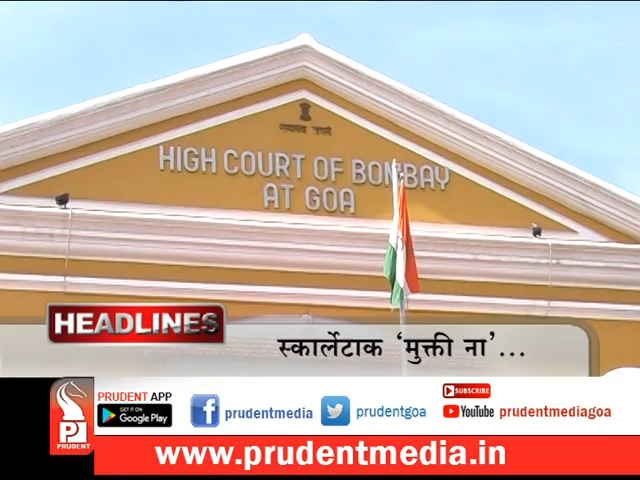 HIGH COURT OF BOMBAY
AT GOA
HEADLINES
स्कार्लेटाक ‘मुक्ती ना’...
PRUDENT APP
GET IT ON
Google Play
prudentmedia
prudentgoa
SUBSCRIBE
YouTube prudentmediagoa
PRUDENT
www.prudentmedia.in